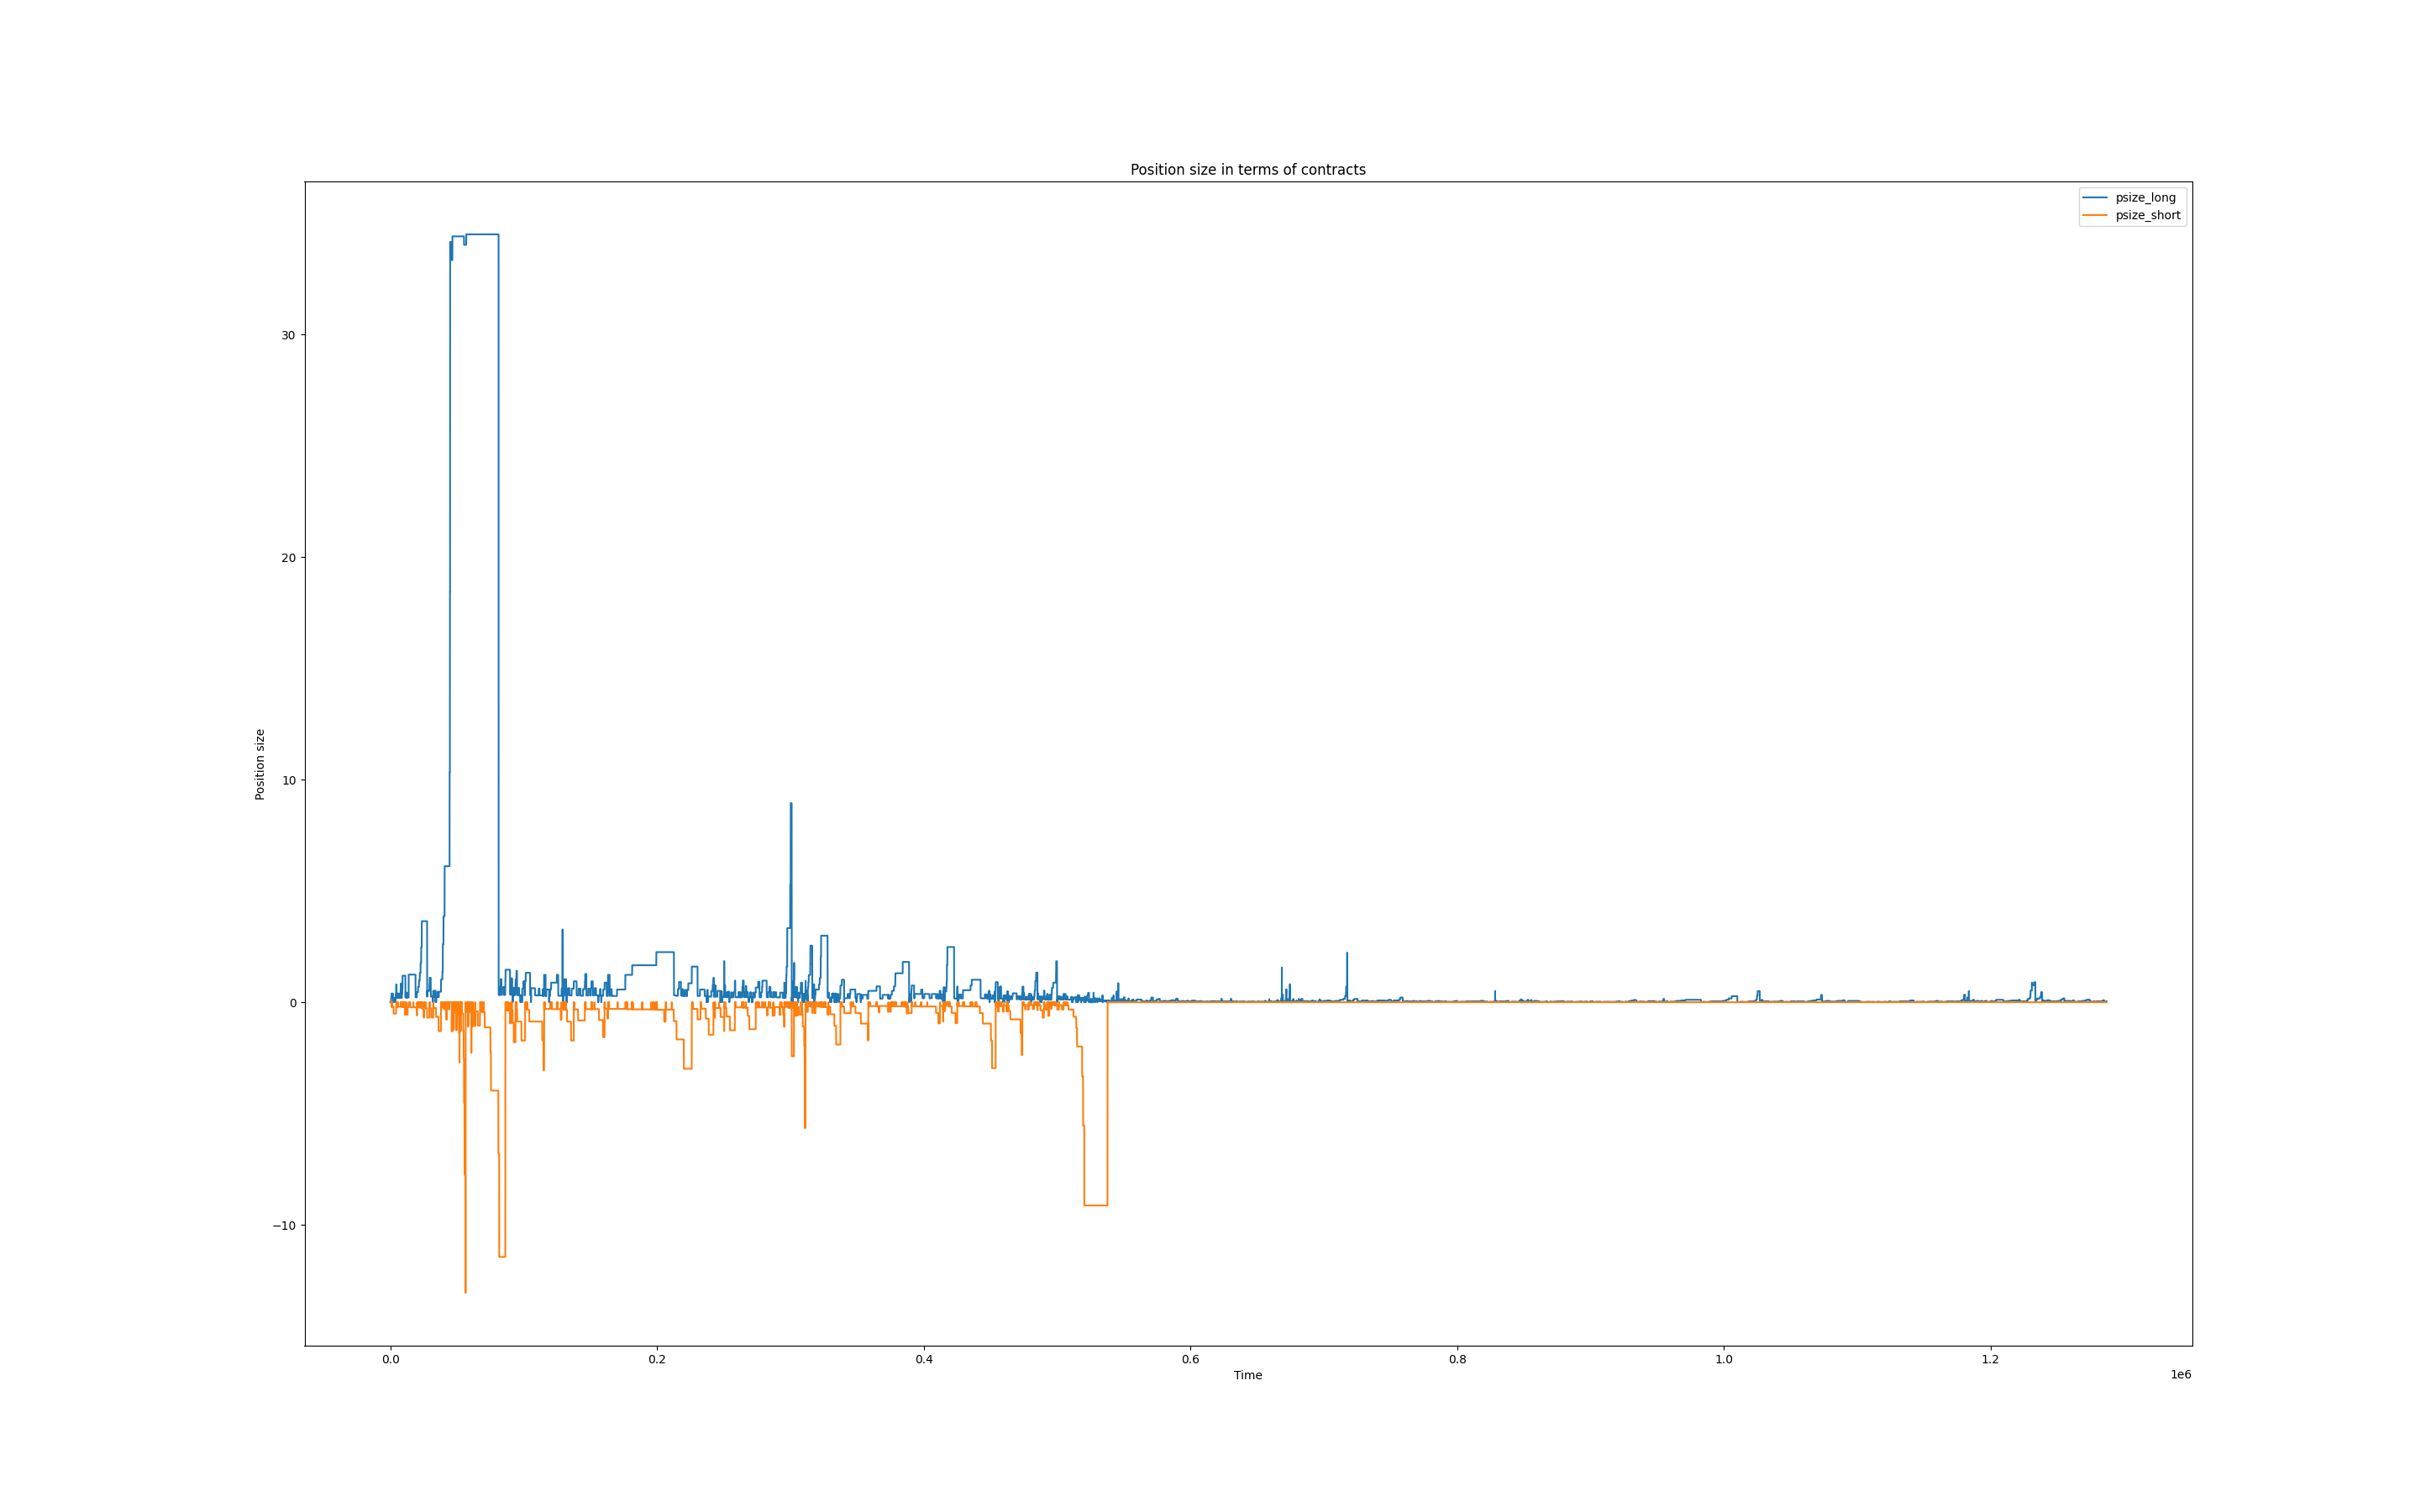 Position size in terms of contracts
psize_long
psize_short
Position size
30
20
10
0
−10
0.0 0.2 0.4 0.6 0.8 1.0 1.2
Time
1e6